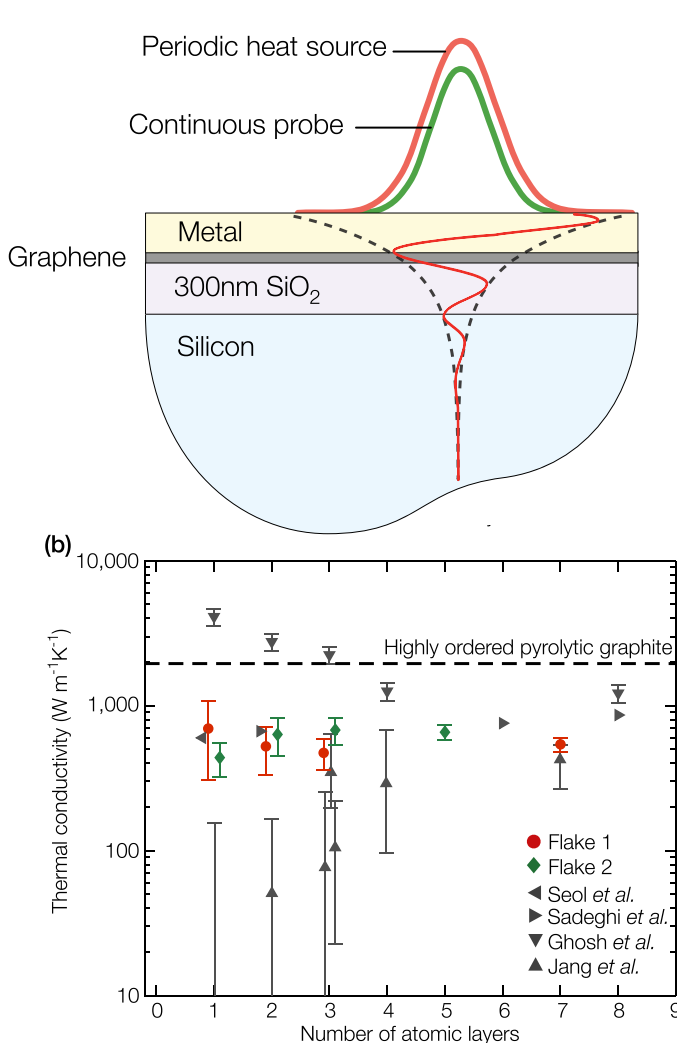 Periodic heat source
Continuous probe
Metal
Graphene
300nm SiO₂
Silicon
(b)
10,000
1,000
100
10
Thermal conductivity (W m⁻¹K⁻¹)
Highly ordered pyrolytic graphite
Flake 1
Flake 2
Seol et al.
Sadeghi et al.
Ghosh et al.
Jang et al.
0 1 2 3 4 5 6 7 8 9
Number of atomic layers